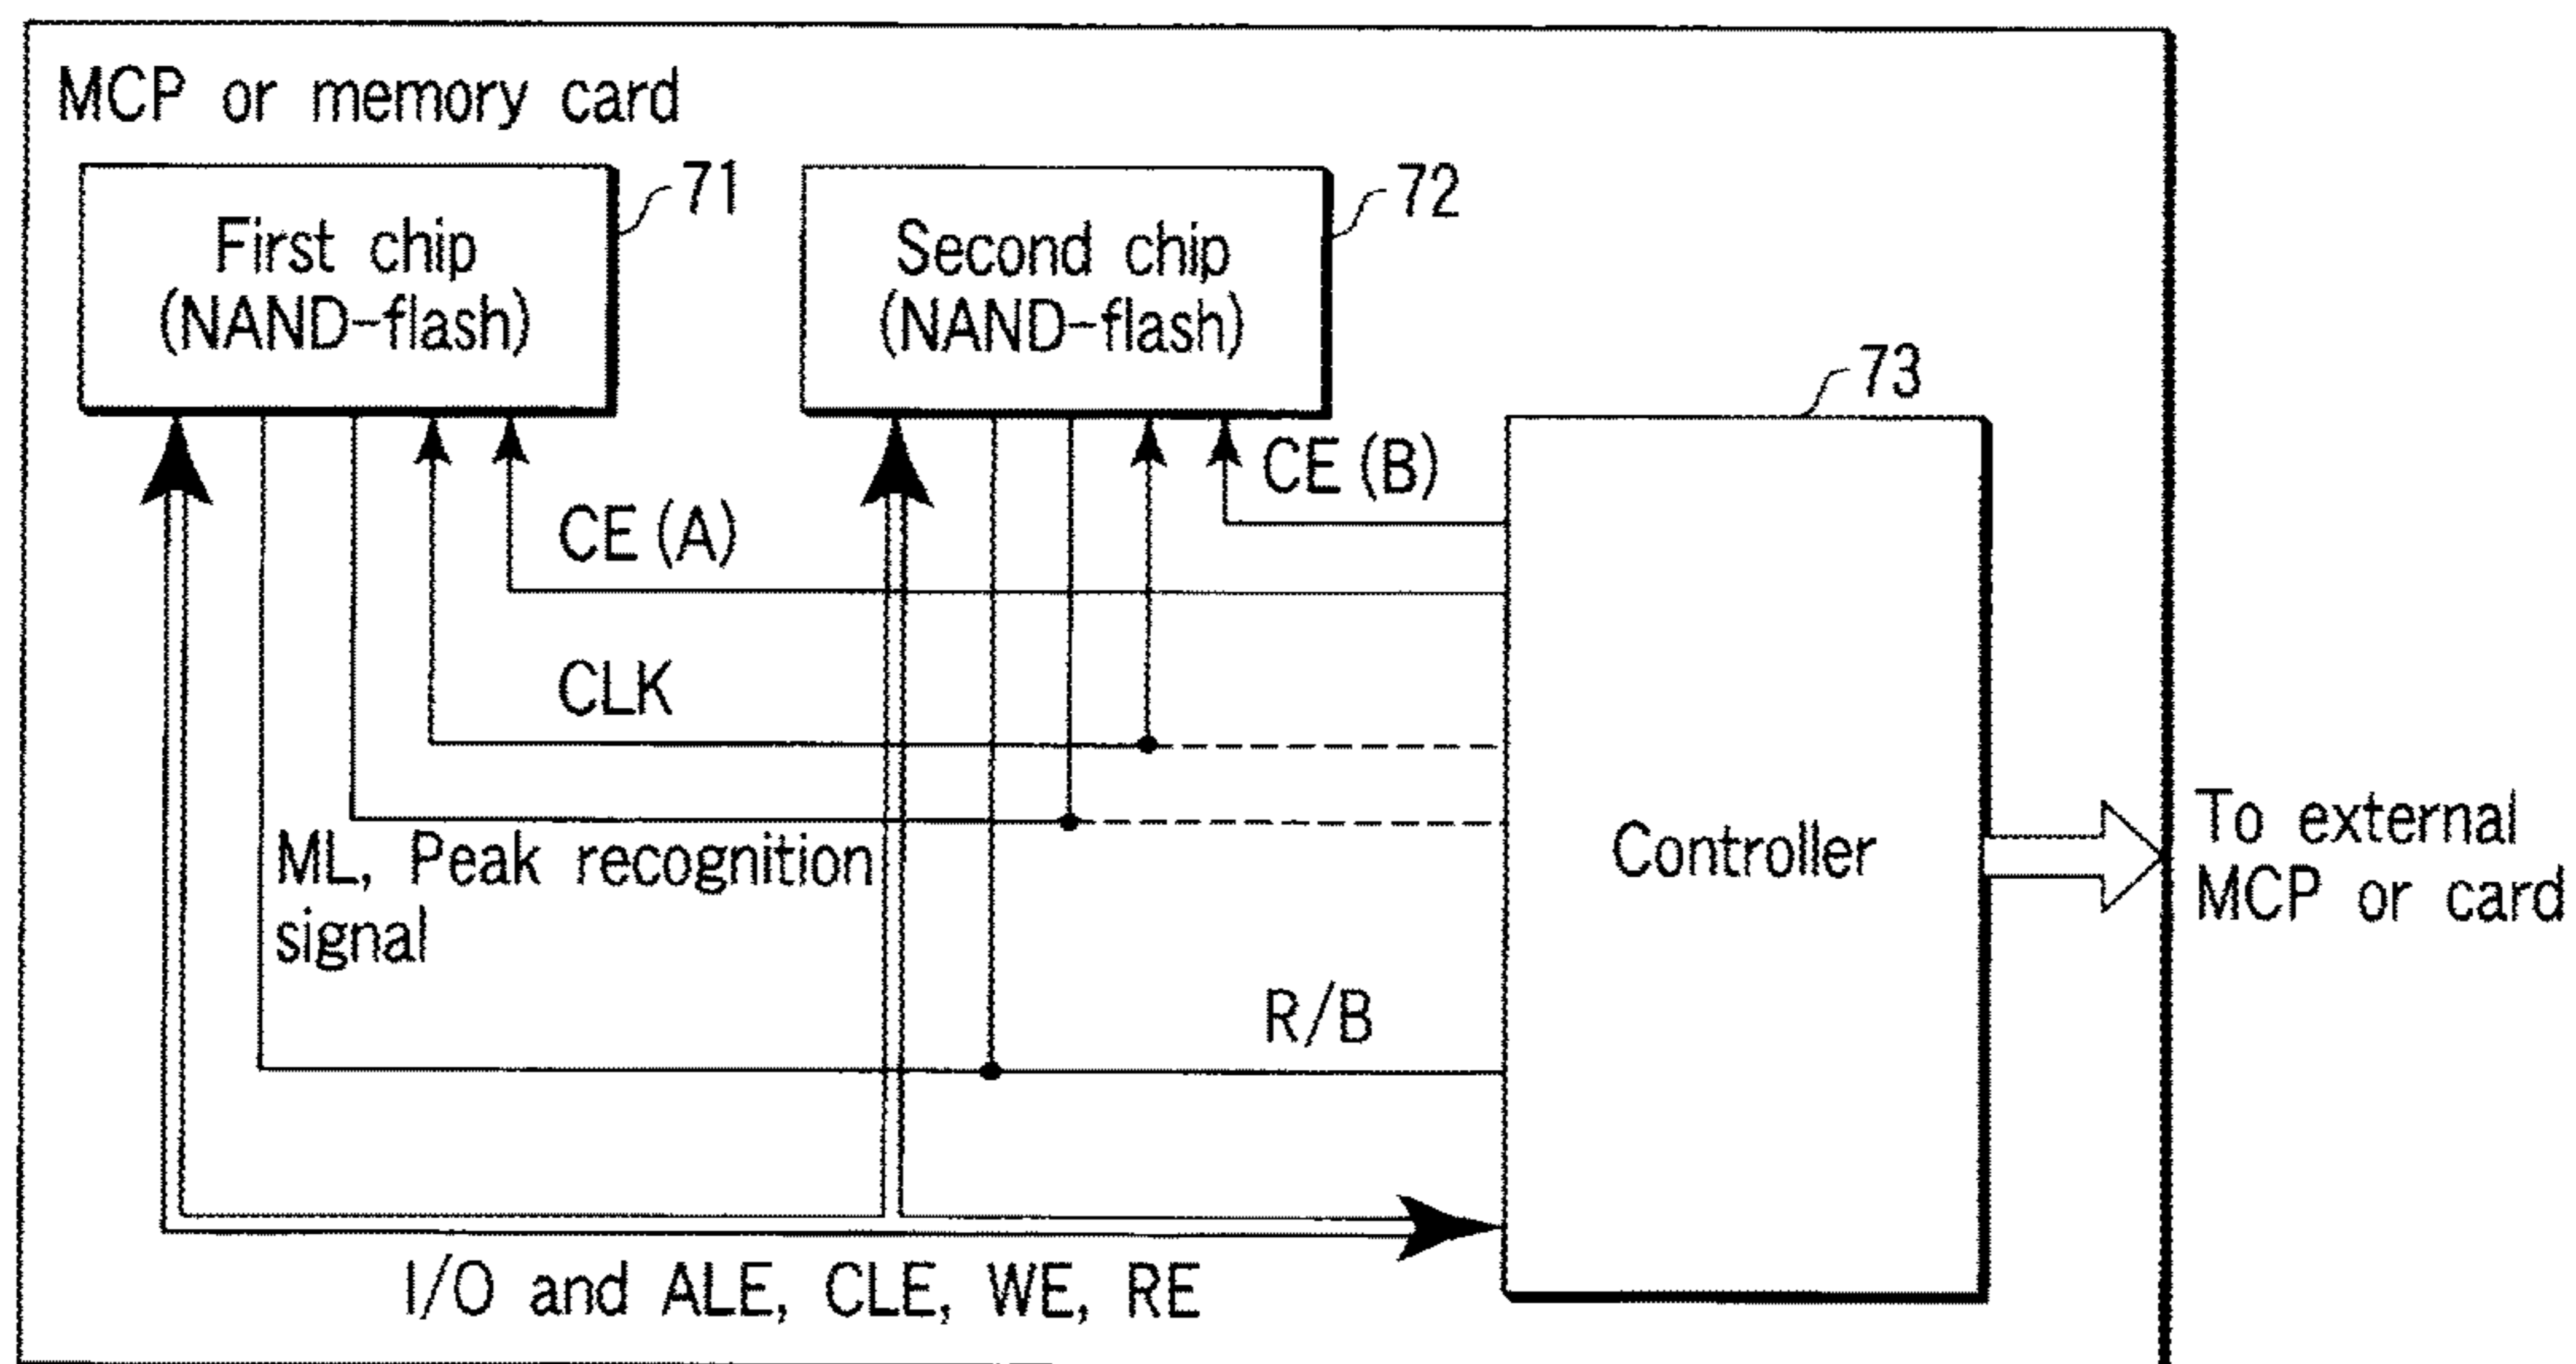 MCP or memory card
71
First chip
(NAND-flash)
72
Second chip
(NAND-flash)
73
CE (B)
CE (A)
CLK
ML, Peak recognition
signal
Controller
To external
MCP or card
R/B
I/O and ALE, CLE, WE, RE